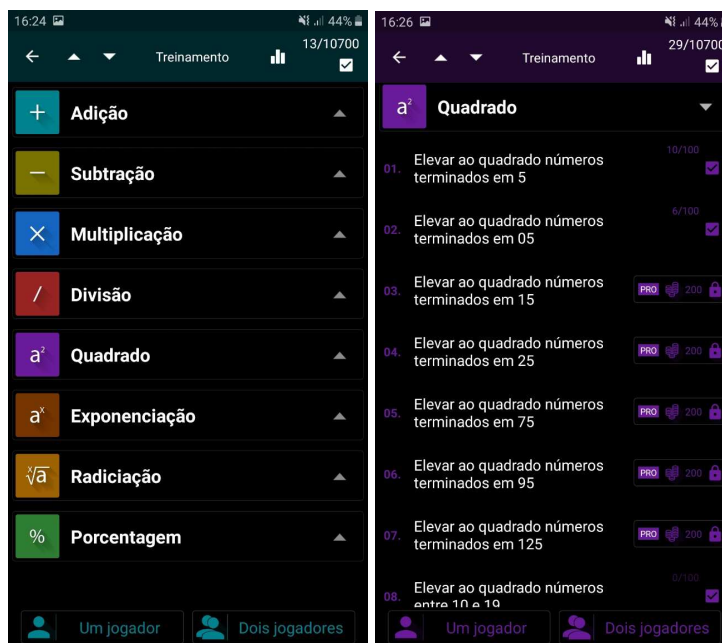 16:24 44%
Treinamento 13/10700
+ Adição
− Subtração
× Multiplicação
/ Divisão
a² Quadrado
aˣ Exponenciação
ˣ√a Radiciação
% Porcentagem
Um jogador Dois jogadores
16:26 44%
Treinamento 29/10700
a² Quadrado
10/100
01. Elevar ao quadrado números
terminados em 5
6/100
02. Elevar ao quadrado números
terminados em 05
03. Elevar ao quadrado números
terminados em 15
PRO 200
04. Elevar ao quadrado números
terminados em 25
PRO 200
05. Elevar ao quadrado números
terminados em 75
PRO 200
06. Elevar ao quadrado números
terminados em 95
PRO 200
07. Elevar ao quadrado números
terminados em 125
PRO 200
0/100
08. Elevar ao quadrado números
entre 10 e 19
Um jogador Dois jogadores